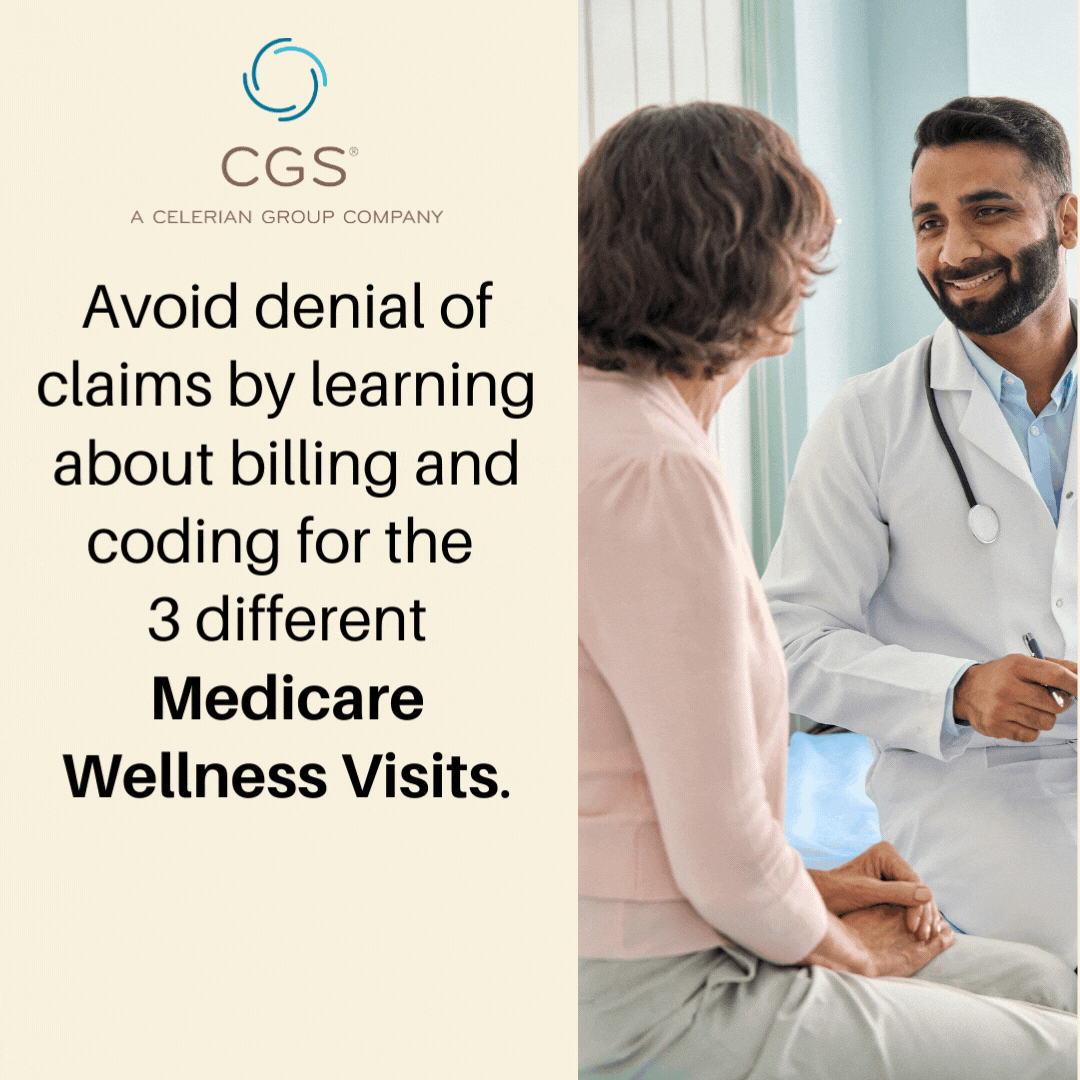 CGS®
A CELERIAN GROUP COMPANY
Avoid denial of
claims by learning
about billing and
coding for the
3 different
Medicare
Wellness Visits.